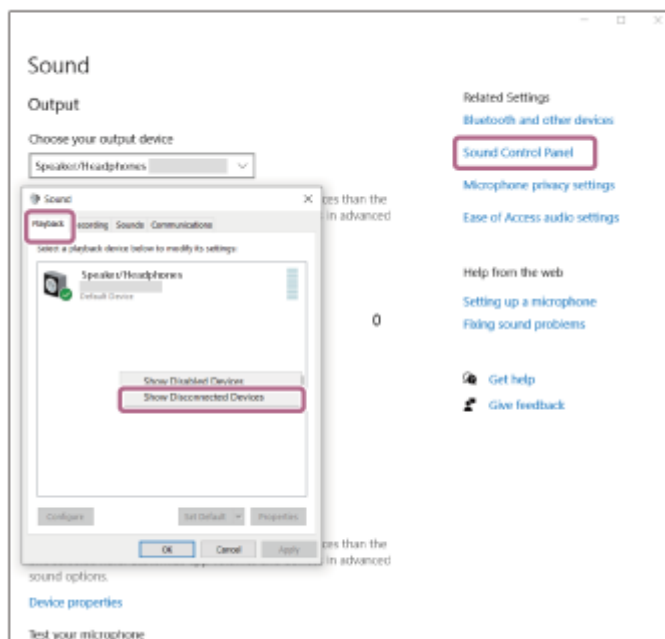 Sound
Output
Choose your output device
Speaker/Headphones
Sound
Playback
ecording
Sounds
Communications
Select a playback device below to modify its settings:
Speaker/Headphones
Default Device
Show Disabled Devices
Show Disconnected Devices
Configure
Set Default
Properties
OK
Cancel
Apply
ces than the
in advanced
0
ces than the
in advanced
sound options.
Device properties
Test your microphone
Related Settings
Bluetooth and other devices
Sound Control Panel
Microphone privacy settings
Ease of Access audio settings
Help from the web
Setting up a microphone
Fixing sound problems
Get help
Give feedback